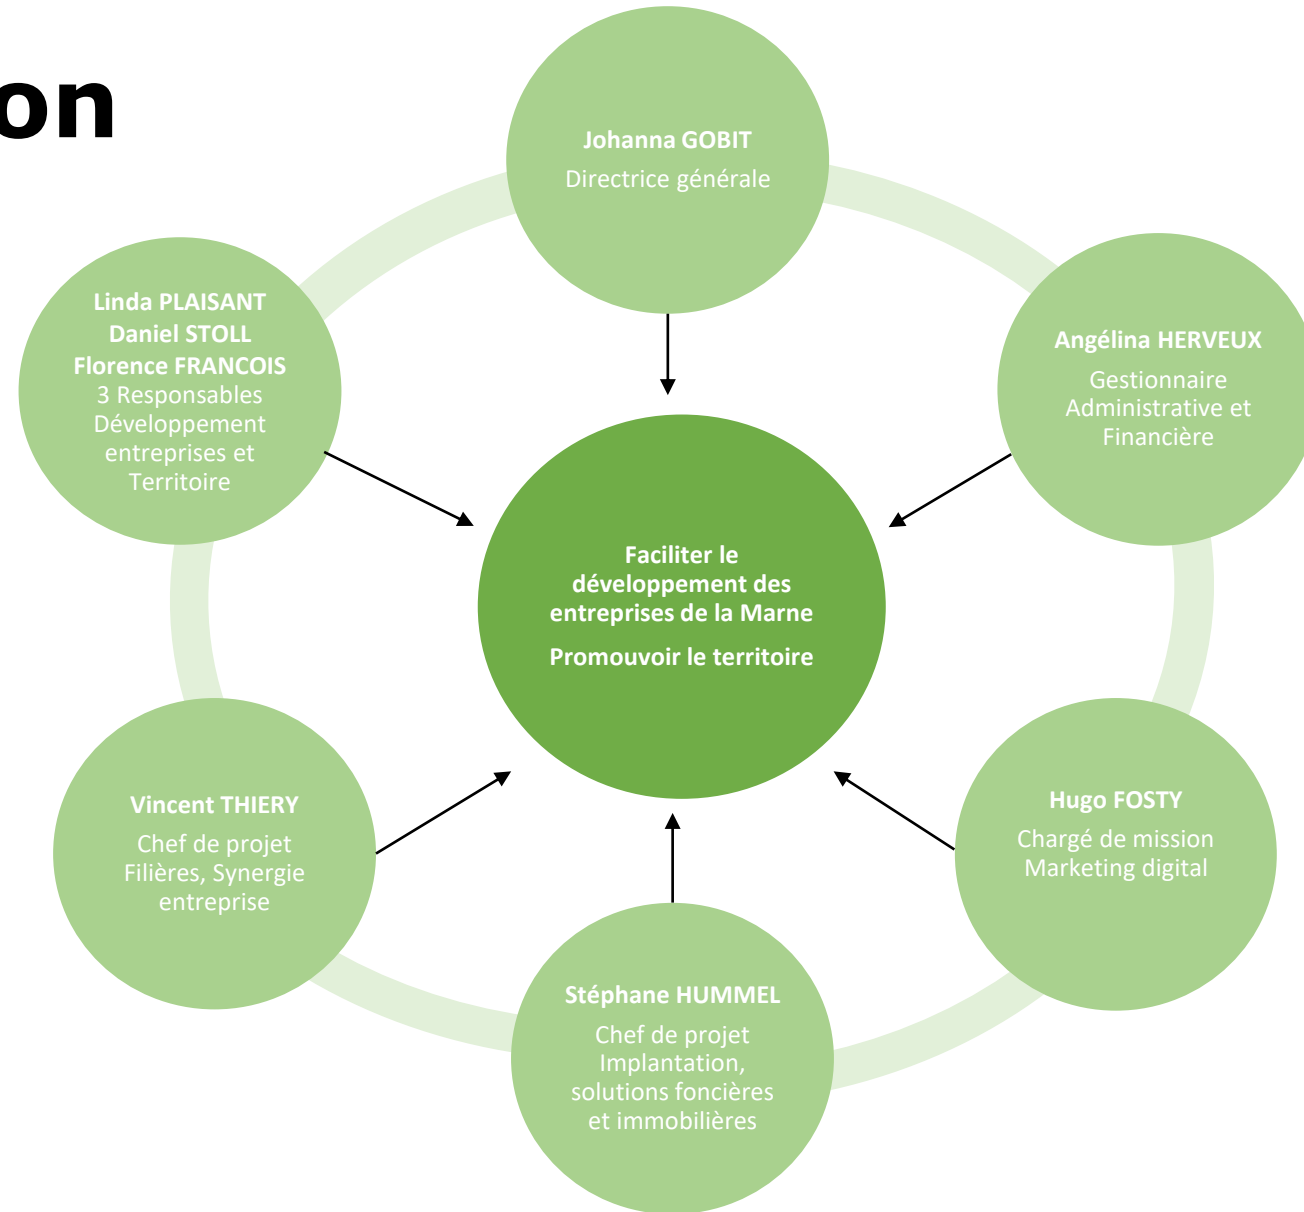 on
Johanna GOBIT
Directrice générale
Linda PLAISANT
Daniel STOLL
Florence FRANCOIS
3 Responsables
Développement
entreprises et
Territoire
Angélina HERVEUX
Gestionnaire
Administrative et
Financière
Faciliter le
développement des
entreprises de la Marne
Promouvoir le territoire
Vincent THIERY
Chef de projet
Filières, Synergie
entreprise
Hugo FOSTY
Chargé de mission
Marketing digital
Stéphane HUMMEL
Chef de projet
Implantation,
solutions foncières
et immobilières